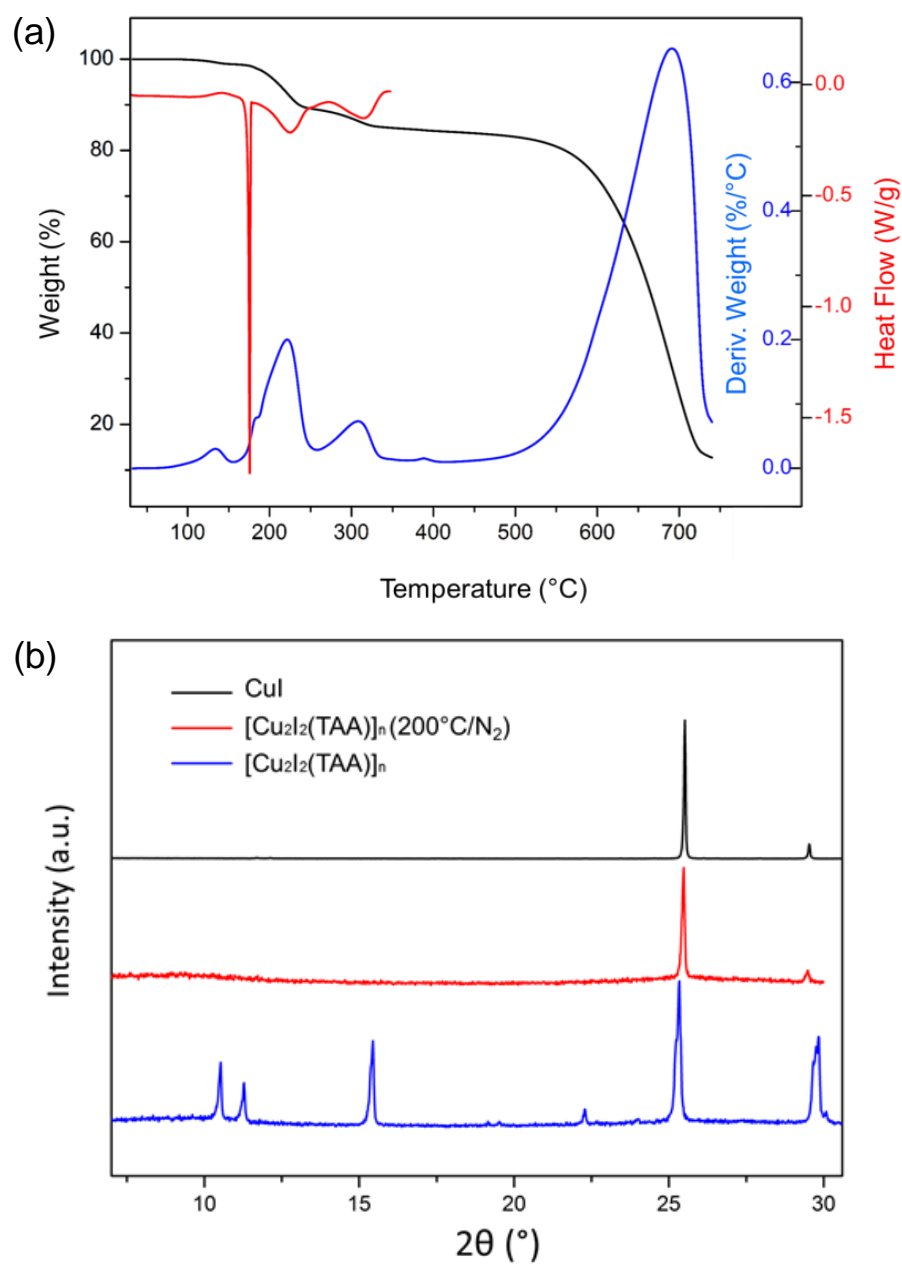 (a)
100
80
60
40
20
Weight (%)
0.6
0.4
0.2
0.0
Deriv. Weight (%/°C)
0.0
-0.5
-1.0
-1.5
Heat Flow (W/g)
100 200 300 400 500 600 700
Temperature (°C)
(b)
CuI
[Cu₂I₂(TAA)]ₙ (200°C/N₂)
[Cu₂I₂(TAA)]ₙ
Intensity (a.u.)
10 15 20 25 30
2θ (°)